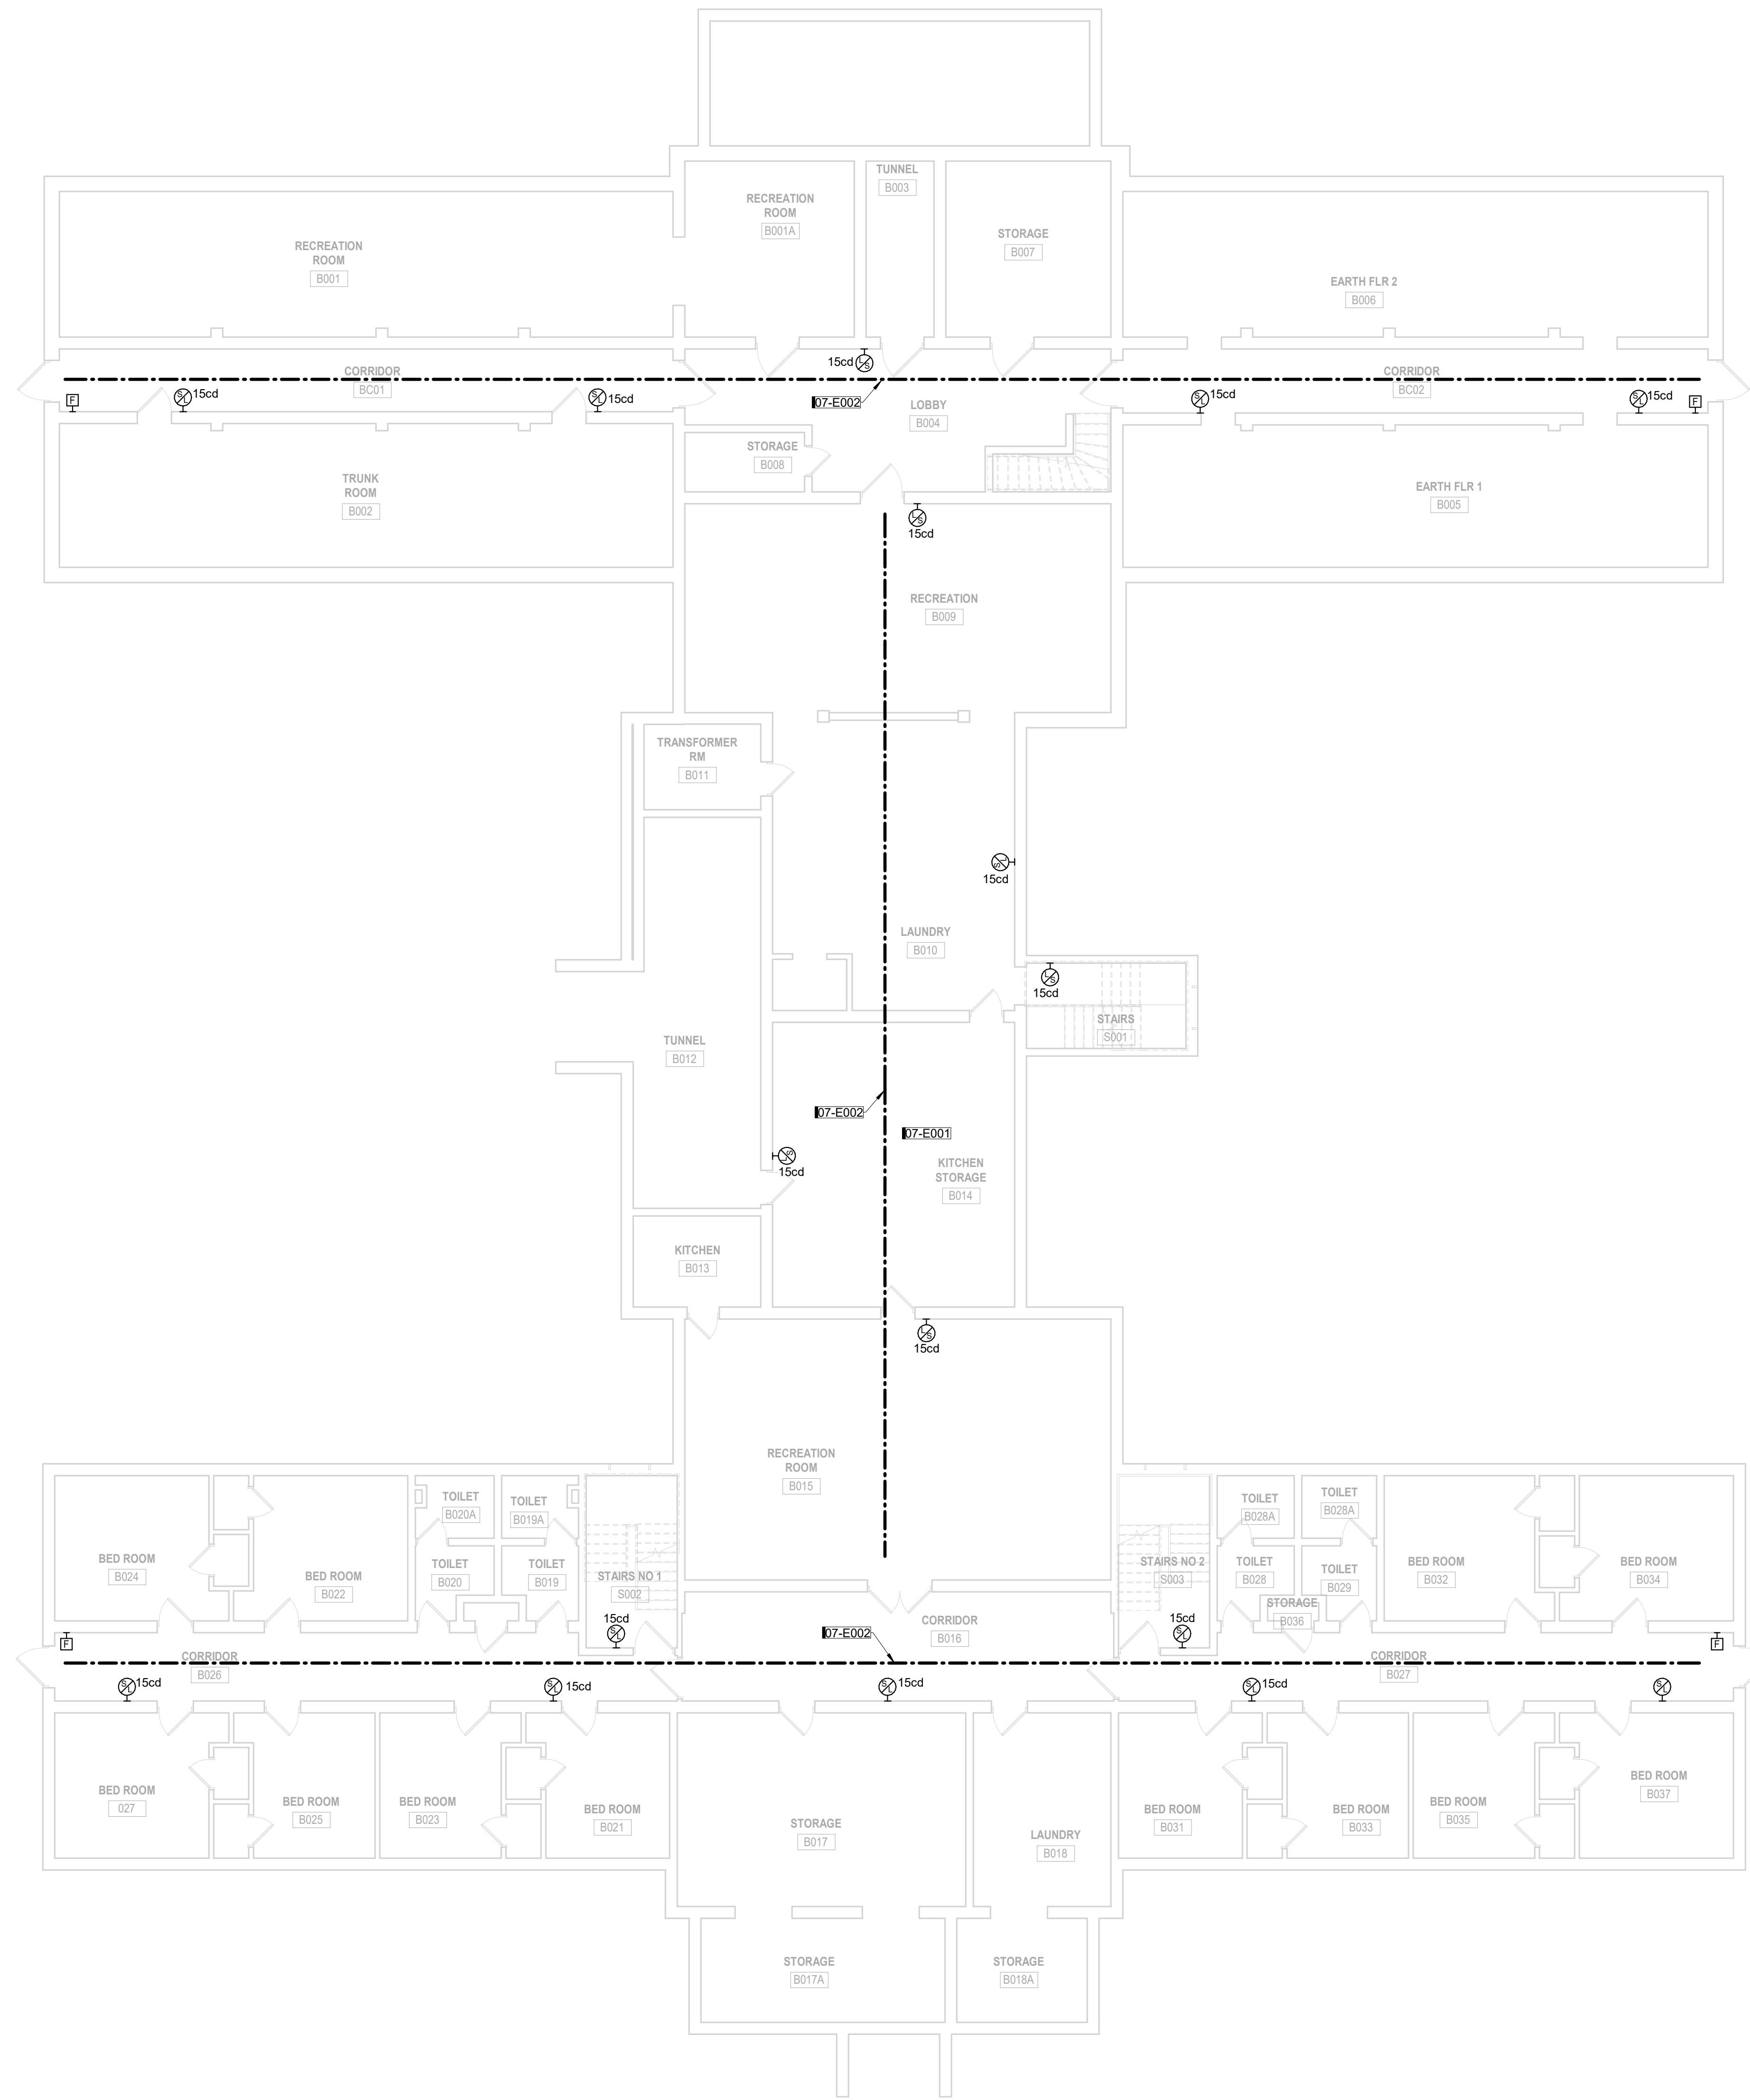 TUNNEL
B003
RECREATION
ROOM
B001A
STORAGE
B007
RECREATION
ROOM
B001
EARTH FLR 2
B006
15cd
L
S
CORRIDOR
BC01
CORRIDOR
BC02
F
S
L
15cd
S
L
15cd
07-E002
LOBBY
B004
S
L
15cd
S
L
15cd
F
STORAGE
B008
TRUNK
ROOM
B002
EARTH FLR 1
B005
L
S
15cd
RECREATION
B009
TRANSFORMER
RM
B011
L
S
15cd
LAUNDRY
B010
L
S
15cd
STAIRS
S001
TUNNEL
B012
07-E002
07-E001
L
S
15cd
KITCHEN
STORAGE
B014
KITCHEN
B013
L
S
15cd
RECREATION
ROOM
B015
TOILET
B020A
TOILET
B019A
TOILET
B028A
TOILET
B028A
BED ROOM
B024
BED ROOM
B022
TOILET
B020
TOILET
B019
STAIRS NO 1
S002
STAIRS NO 2
S003
TOILET
B028
TOILET
B029
BED ROOM
B032
BED ROOM
B034
STORAGE
B036
15cd
S
L
15cd
S
L
CORRIDOR
B016
07-E002
F
F
CORRIDOR
B026
CORRIDOR
B027
S
L
15cd
S
L
15cd
S
L
15cd
S
L
15cd
S
L
BED ROOM
027
BED ROOM
B025
BED ROOM
B023
BED ROOM
B021
STORAGE
B017
LAUNDRY
B018
BED ROOM
B031
BED ROOM
B033
BED ROOM
B035
BED ROOM
B037
STORAGE
B017A
STORAGE
B018A